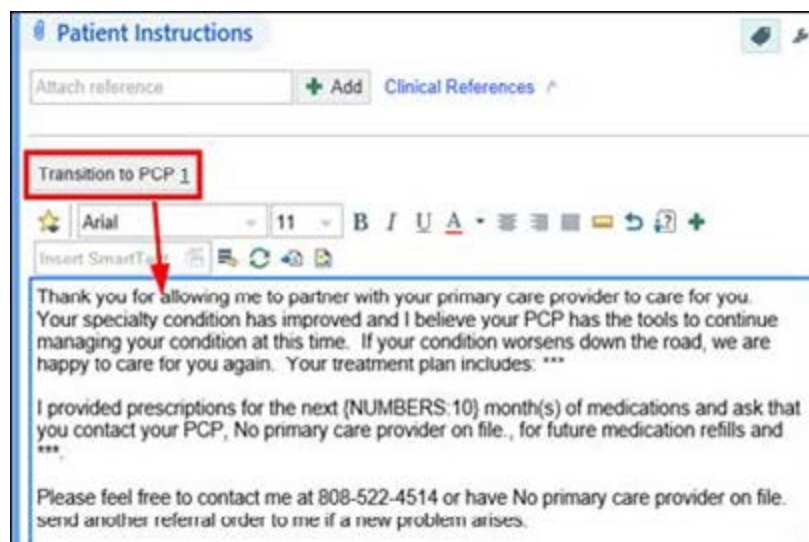 Patient Instructions
Attach reference
Add
Clinical References
Transition to PCP 1
Arial
11
B I U A
Insert SmartText
Thank you for allowing me to partner with your primary care provider to care for you.
Your specialty condition has improved and I believe your PCP has the tools to continue
managing your condition at this time. If your condition worsens down the road, we are
happy to care for you again. Your treatment plan includes: ***
I provided prescriptions for the next {NUMBERS:10} month(s) of medications and ask that
you contact your PCP, No primary care provider on file., for future medication refills and
***.
Please feel free to contact me at 808-522-4514 or have No primary care provider on file.
send another referral order to me if a new problem arises.